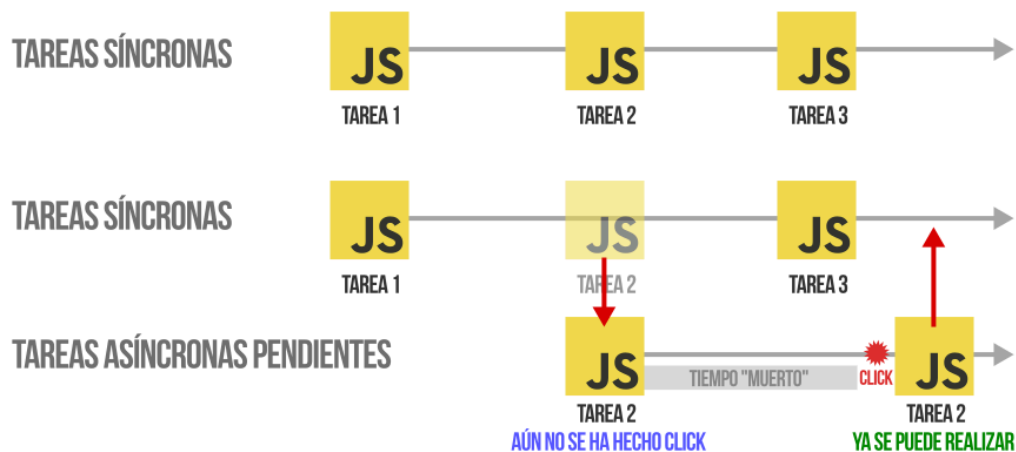 TAREAS SÍNCRONAS
JS
JS
JS
TAREA 1
TAREA 2
TAREA 3
TAREAS SÍNCRONAS
JS
JS
JS
TAREA 1
TAREA 2
TAREA 3
TAREAS ASÍNCRONAS PENDIENTES
JS
TIEMPO "MUERTO"
CLICK
JS
TAREA 2
TAREA 2
AÚN NO SE HA HECHO CLICK
YA SE PUEDE REALIZAR